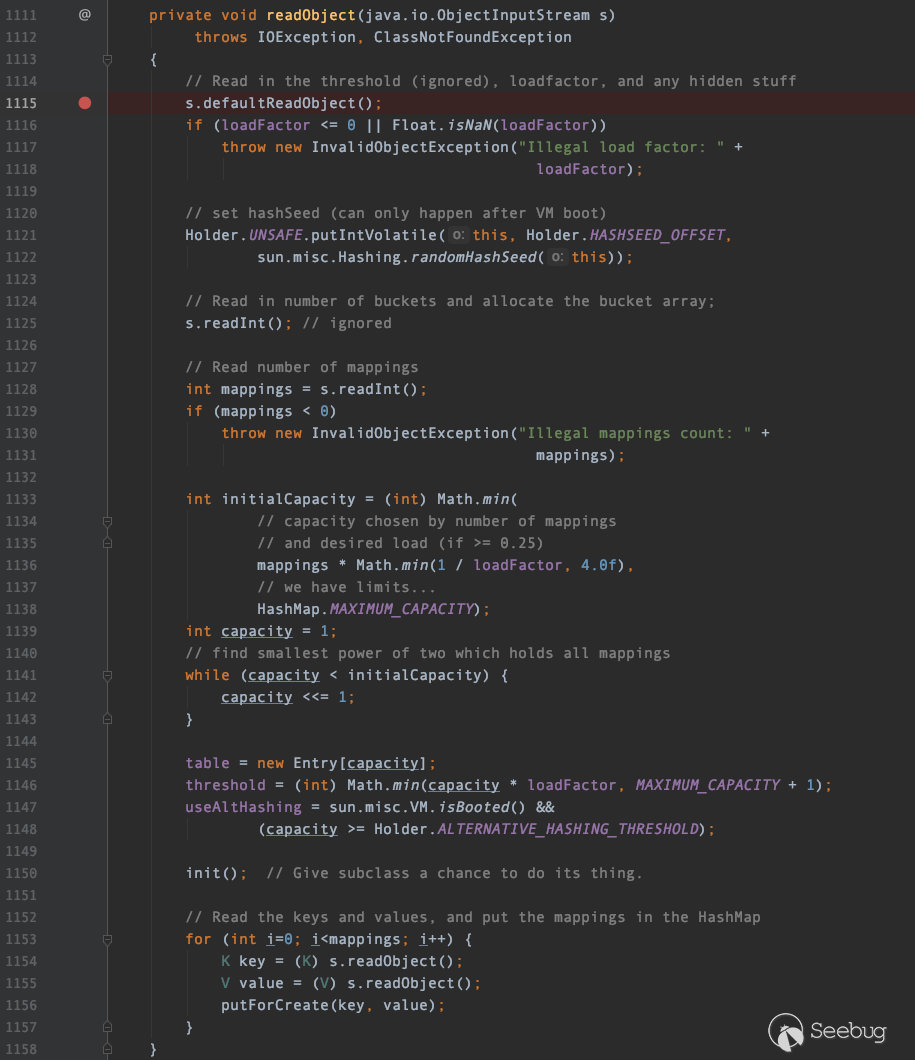 1111 @ private void readObject(java.io.ObjectInputStream s)
1112 throws IOException, ClassNotFoundException
1113 {
1114 // Read in the threshold (ignored), loadfactor, and any hidden stuff
1115 s.defaultReadObject();
1116 if (loadFactor <= 0 || Float.isNaN(loadFactor))
1117 throw new InvalidObjectException("Illegal load factor: " +
1118 loadFactor);
1119
1120 // set hashSeed (can only happen after VM boot)
1121 Holder.UNSAFE.putIntVolatile( o: this, Holder.HASHSEED_OFFSET,
1122 sun.misc.Hashing.randomHashSeed( o: this));
1123
1124 // Read in number of buckets and allocate the bucket array;
1125 s.readInt(); // ignored
1126
1127 // Read number of mappings
1128 int mappings = s.readInt();
1129 if (mappings < 0)
1130 throw new InvalidObjectException("Illegal mappings count: " +
1131 mappings);
1132
1133 int initialCapacity = (int) Math.min(
1134 // capacity chosen by number of mappings
1135 // and desired load (if >= 0.25)
1136 mappings * Math.min(1 / loadFactor, 4.0f),
1137 // we have limits...
1138 HashMap.MAXIMUM_CAPACITY);
1139 int capacity = 1;
1140 // find smallest power of two which holds all mappings
1141 while (capacity < initialCapacity) {
1142 capacity <<= 1;
1143 }
1144
1145 table = new Entry[capacity];
1146 threshold = (int) Math.min(capacity * loadFactor, MAXIMUM_CAPACITY + 1);
1147 useAltHashing = sun.misc.VM.isBooted() &&
1148 (capacity >= Holder.ALTERNATIVE_HASHING_THRESHOLD);
1149
1150 init(); // Give subclass a chance to do its thing.
1151
1152 // Read the keys and values, and put the mappings in the HashMap
1153 for (int i=0; i<mappings; i++) {
1154 K key = (K) s.readObject();
1155 V value = (V) s.readObject();
1156 putForCreate(key, value);
1157 }
1158 }
Seebug